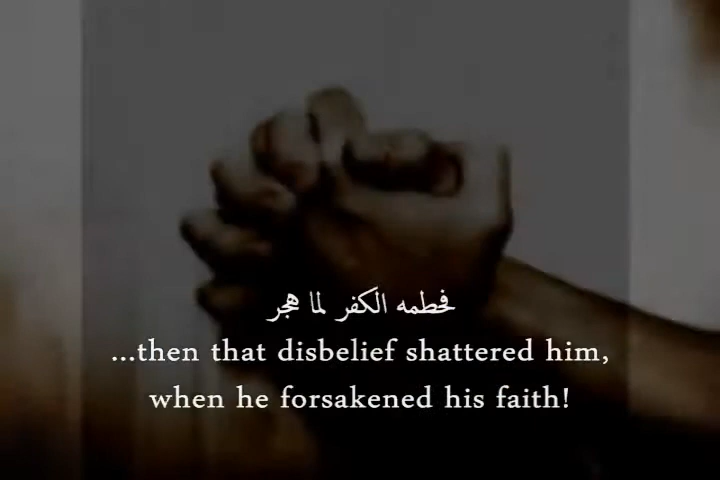 فحطمه الكفر لما هجر
...then that disbelief shattered him,
when he forsakened his faith!